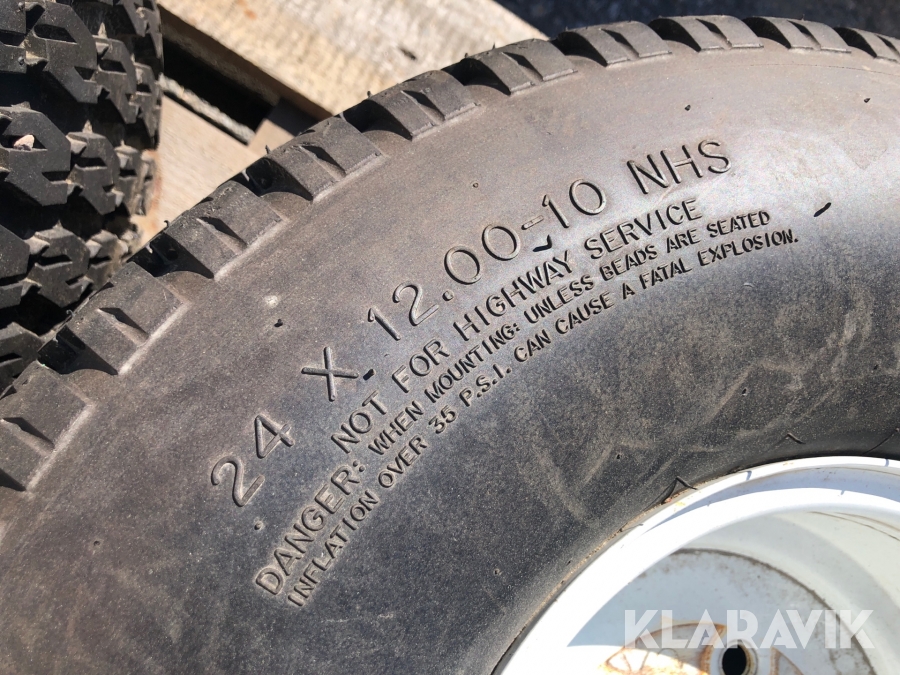 24 X 12.00-10 NHS
NOT FOR HIGHWAY SERVICE
DANGER: WHEN MOUNTING: UNLESS BEADS ARE SEATED
INFLATION OVER 35 P.S.I. CAN CAUSE A FATAL EXPLOSION.
KLARAVIK